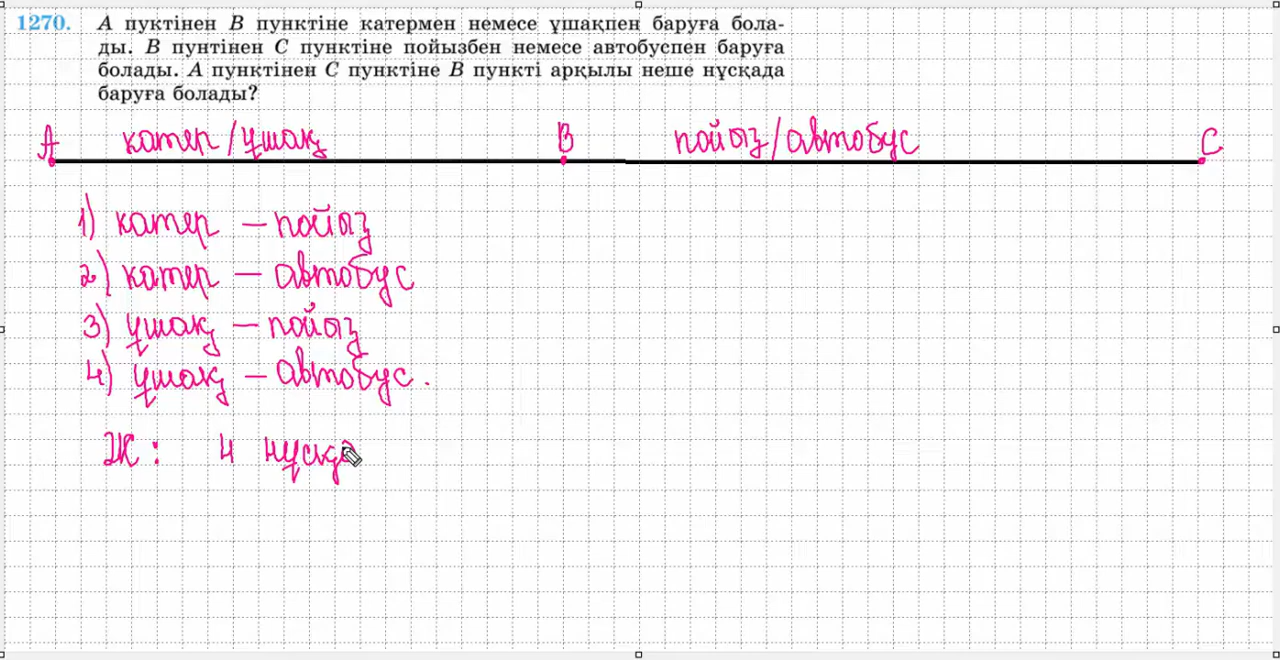 1270. А пуктінен В пунктіне катермен немесе ұшақпен баруға бола-
ды. В пунтінен С пунктіне пойызбен немесе автобуспен баруға
болады. А пунктінен С пунктіне В пункті арқылы неше нұсқада
баруға болады?
А катер/ұшақ В пойыз/автобус С
1) катер – пойыз
2) катер – автобус
3) ұшақ – пойыз
4) ұшақ – автобус.
Ж: 4 нұсқа